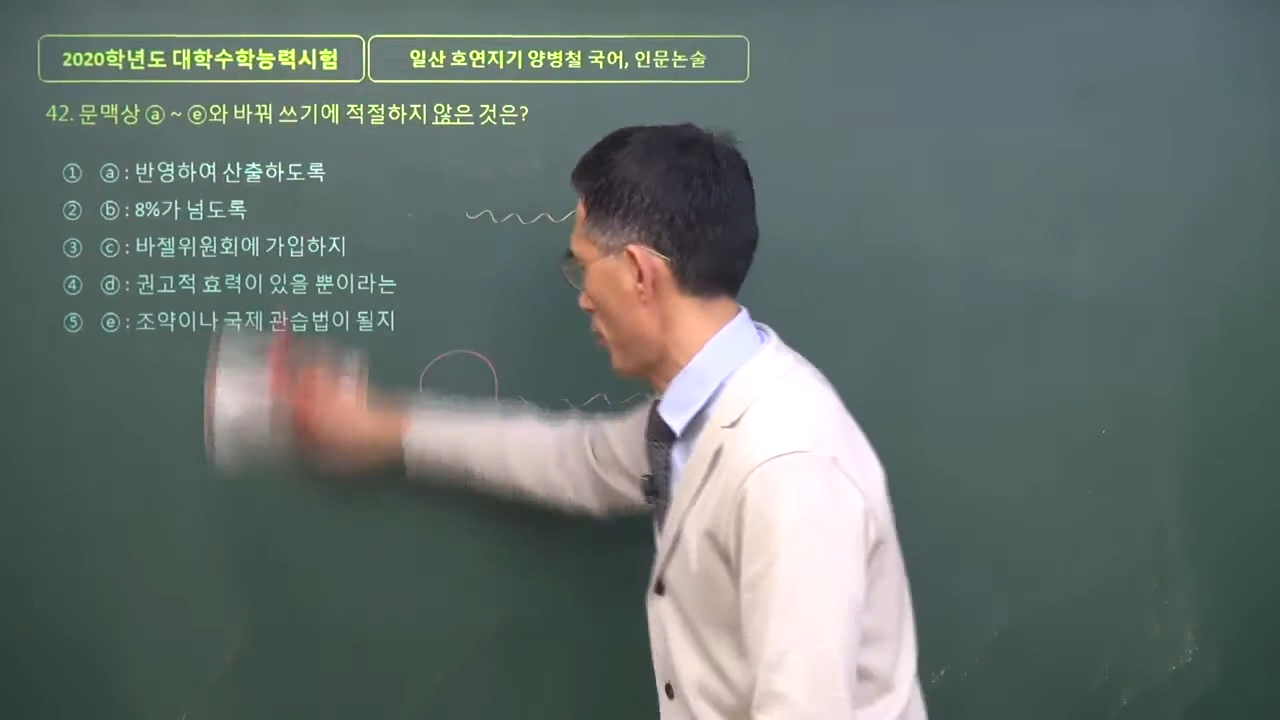 2020학년도 대학수학능력시험
일산 호연지기 양병철 국어, 인문논술
42. 문맥상 ⓐ ~ ⓔ와 바꿔 쓰기에 적절하지 않은 것은?
① ⓐ : 반영하여 산출하도록
② ⓑ : 8%가 넘도록
③ ⓒ : 바젤위원회에 가입하지
④ ⓓ : 권고적 효력이 있을 뿐이라는
⑤ ⓔ : 조약이나 국제 관습법이 될지